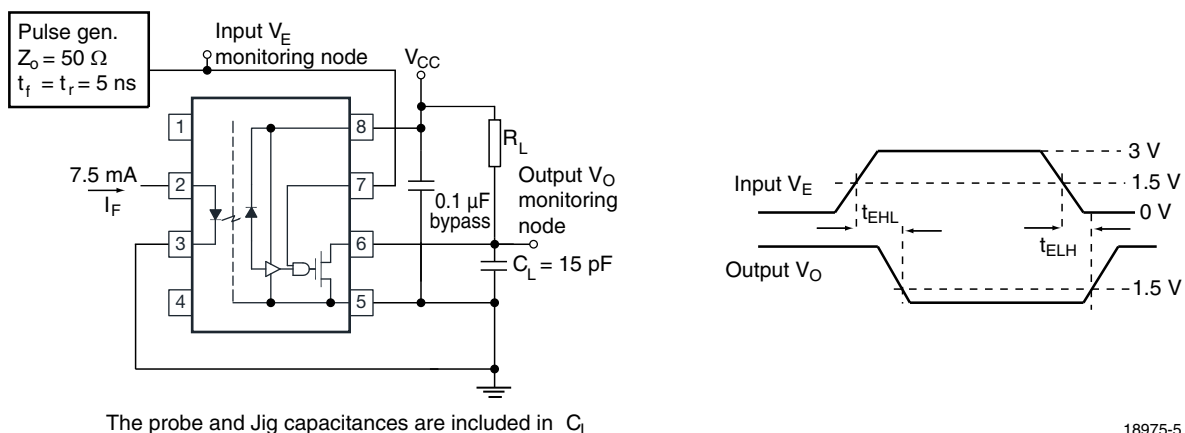 Pulse gen.
Zo = 50 Ω
tf = tr = 5 ns
Input VE
monitoring node
VCC
1
8
RL
7.5 mA
IF
2
7
0.1 µF
bypass
Output VO
monitoring
node
3
6
CL = 15 pF
4
5
The probe and Jig capacitances are included in CL
Input VE
3 V
1.5 V
0 V
tEHL
tELH
Output VO
1.5 V
18975-5